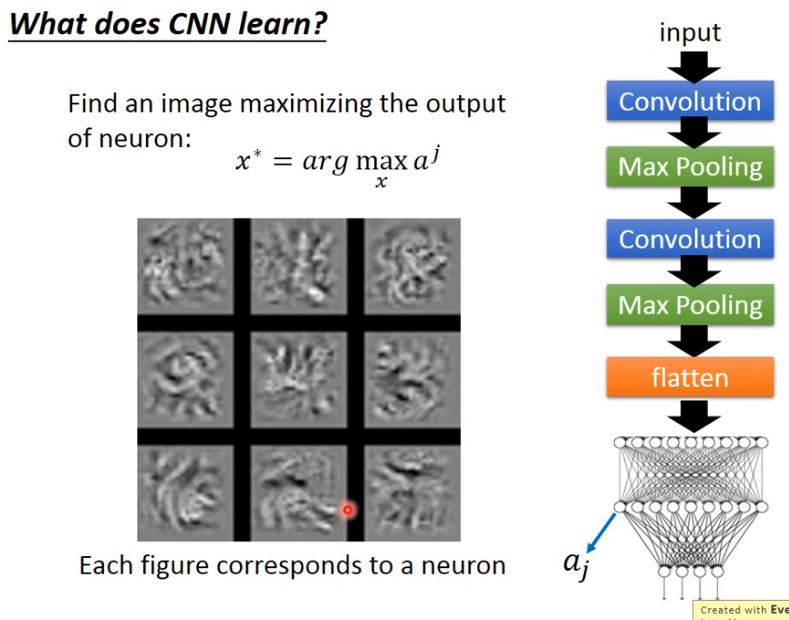 What does CNN learn?
Find an image maximizing the output
of neuron:
x* = arg max a^j
x
Each figure corresponds to a neuron
input
Convolution
Max Pooling
Convolution
Max Pooling
flatten
a_j
Created with Eve